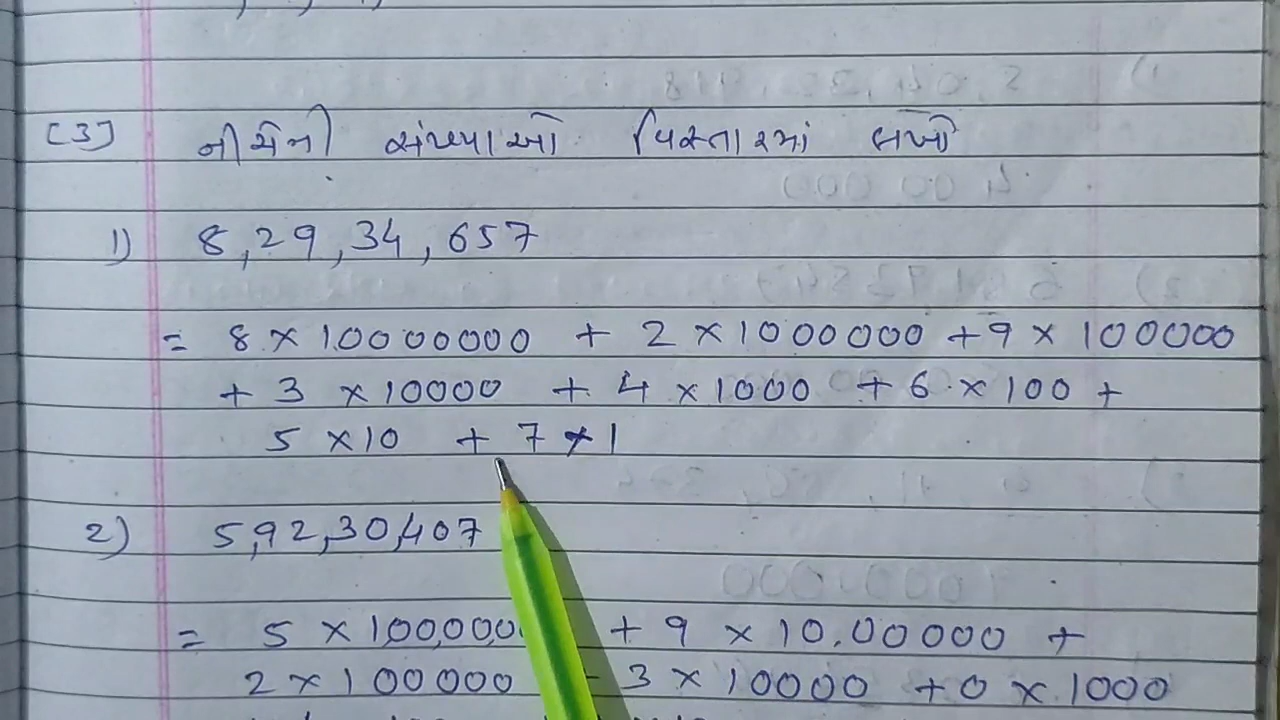 [3] નીચેની સંખ્યાઓ વિસ્તારમાં લખો
1) 8,29,34,657
= 8 × 10000000 + 2 × 1000000 + 9 × 100000
+ 3 × 10000 + 4 × 1000 + 6 × 100 +
5 × 10 + 7 × 1
2) 5,92,30,407
= 5 × 100,00,0 + 9 × 10,00000 +
2 × 100000 3 × 10000 + 0 × 1000